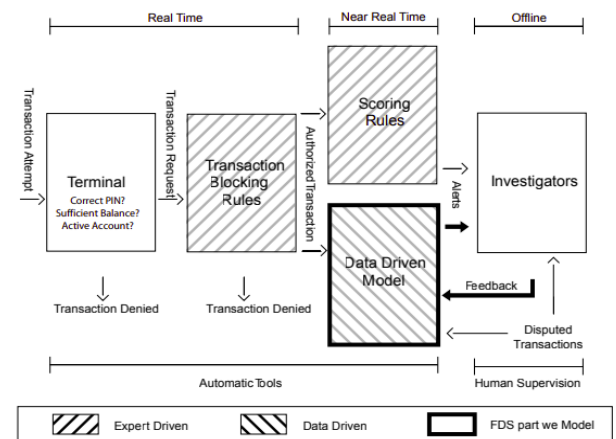 Real Time
Near Real Time
Offline
Transaction Attempt
Terminal
Correct PIN?
Sufficient Balance?
Active Account?
Transaction Request
Transaction
Blocking
Rules
Authorized Transaction
Scoring
Rules
Data Driven
Model
Alerts
Investigators
Feedback
Transaction Denied
Transaction Denied
Disputed
Transactions
Automatic Tools
Human Supervision
Expert Driven
Data Driven
FDS part we Model